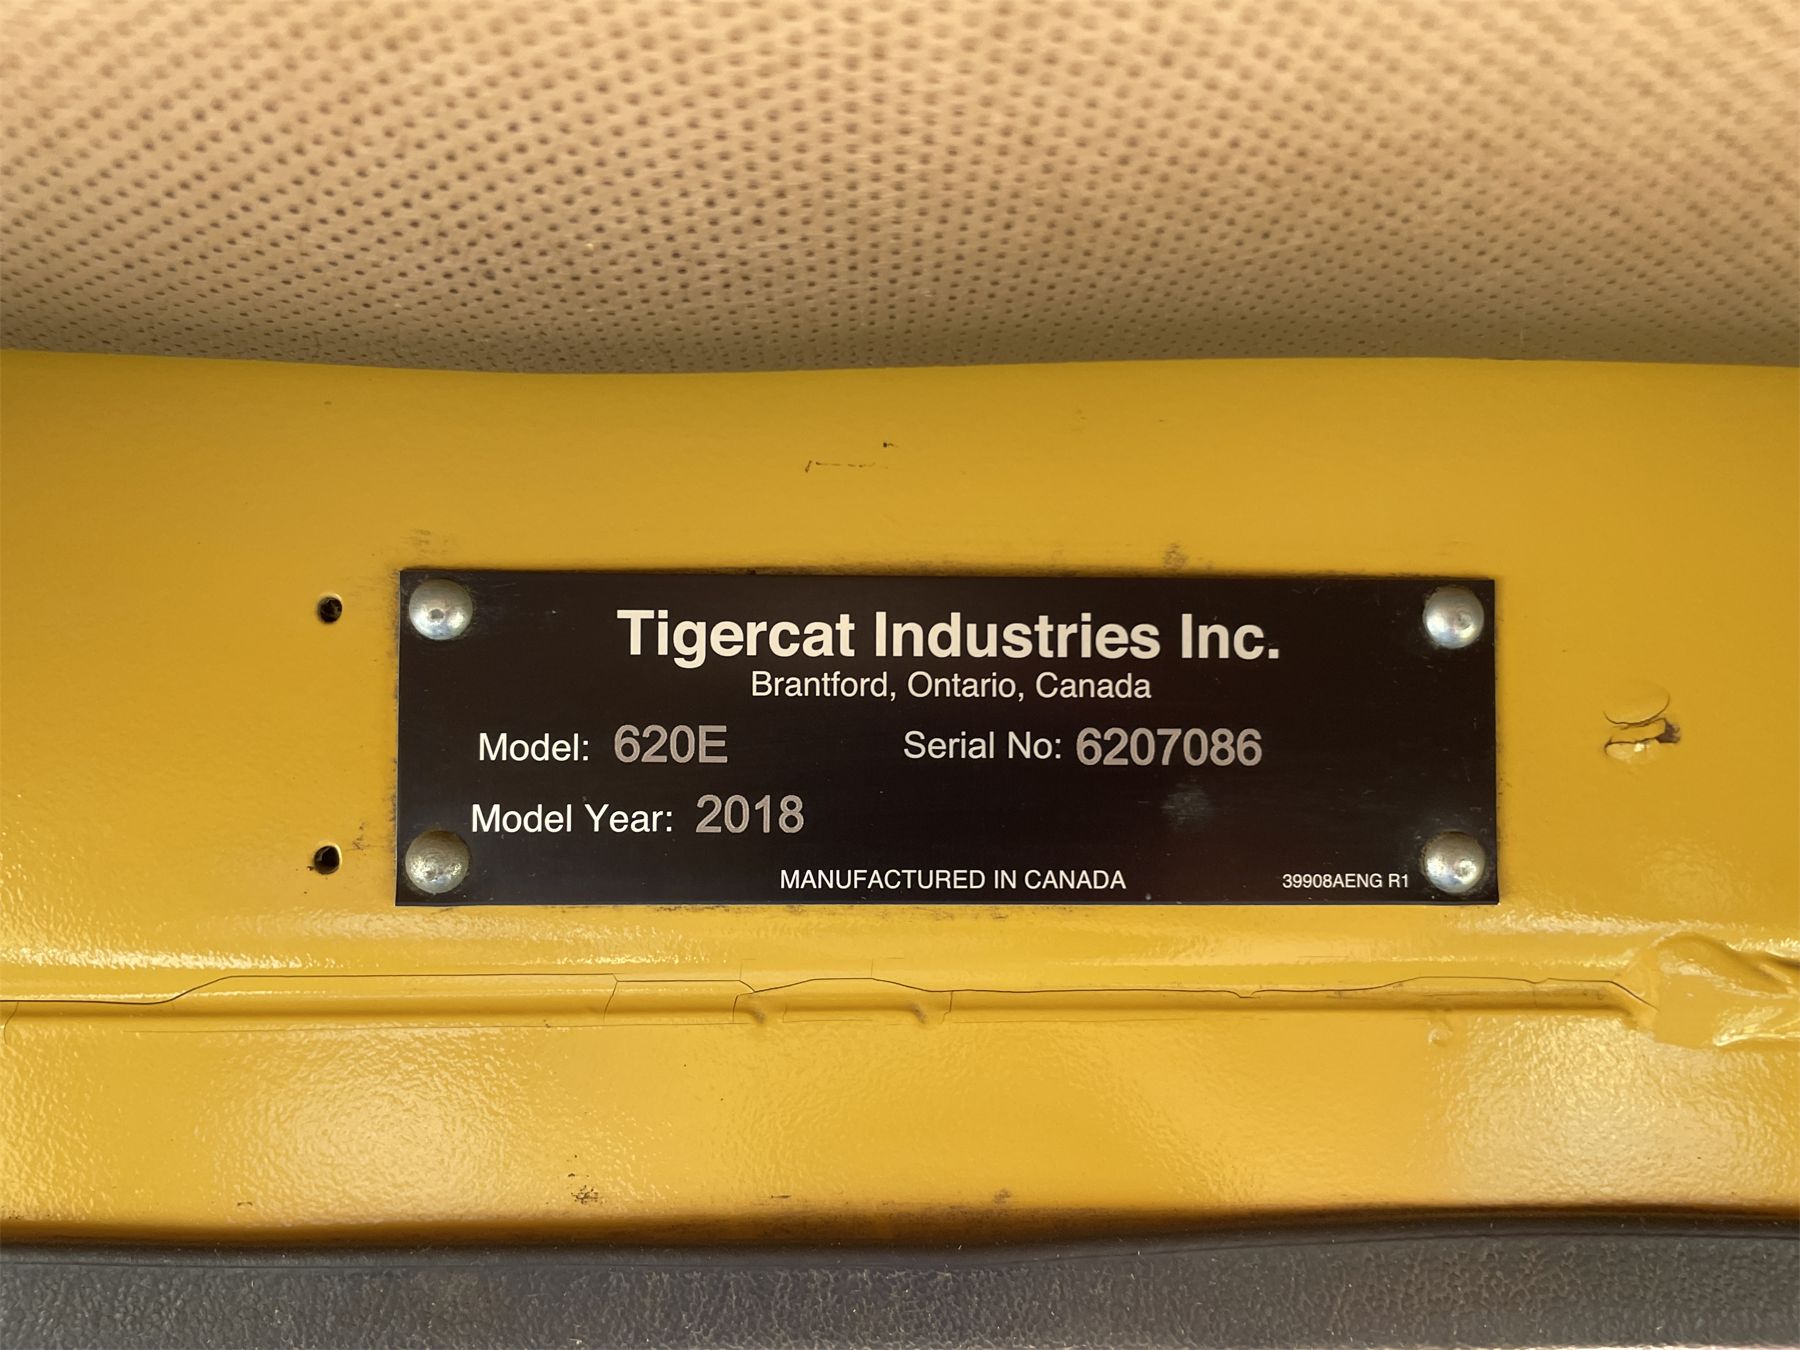 Tigercat Industries Inc.
Brantford, Ontario, Canada
Model: 620E Serial No: 6207086
Model Year: 2018
MANUFACTURED IN CANADA 39908AENG R1